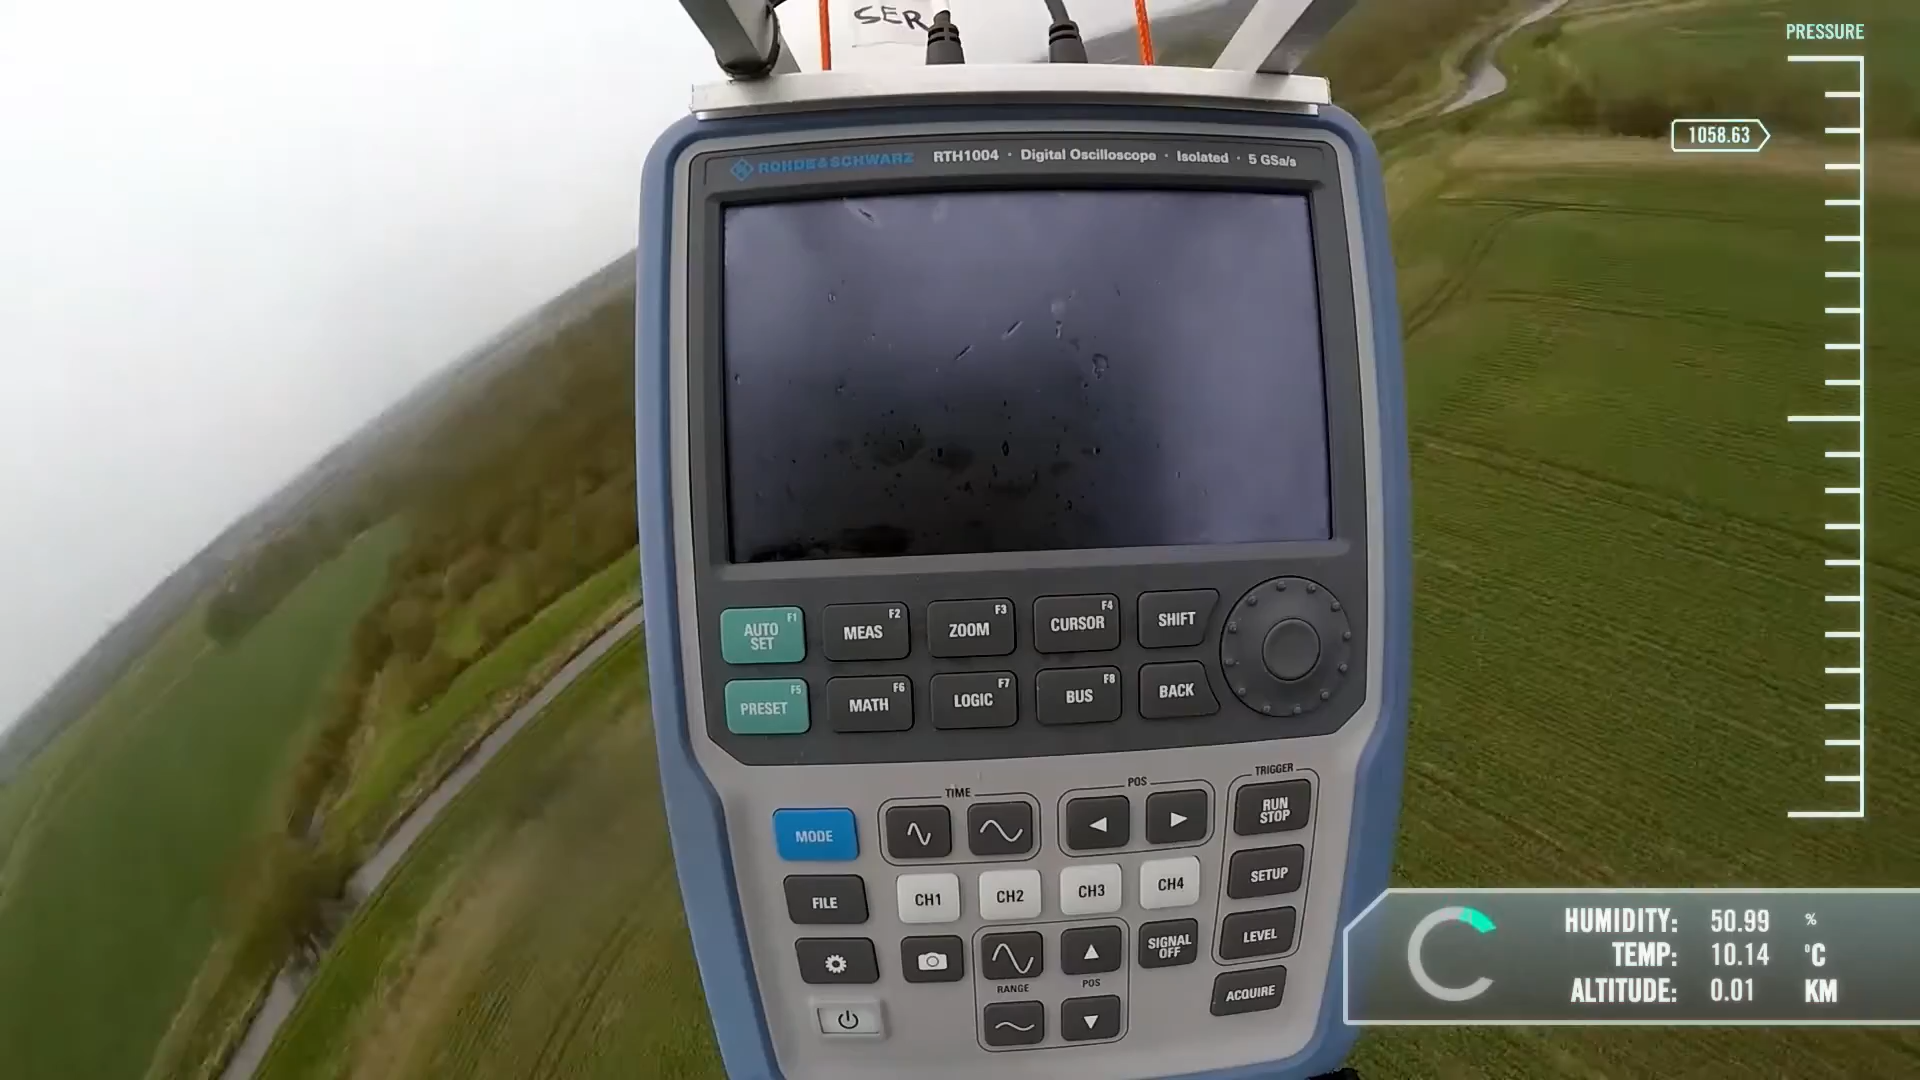 SER
PRESSURE
1058.63
ROHDE&SCHWARZ RTH1004 · Digital Oscilloscope · Isolated · 5 GSa/s
AUTO SET F1
MEAS F2
ZOOM F3
CURSOR F4
SHIFT
PRESET F5
MATH F6
LOGIC F7
BUS F8
BACK
TIME
POS
TRIGGER
MODE
RUN
STOP
FILE
CH1
CH2
CH3
CH4
SETUP
SIGNAL
OFF
LEVEL
RANGE
POS
ACQUIRE
HUMIDITY: 50.99 %
TEMP: 10.14 °C
ALTITUDE: 0.01 KM